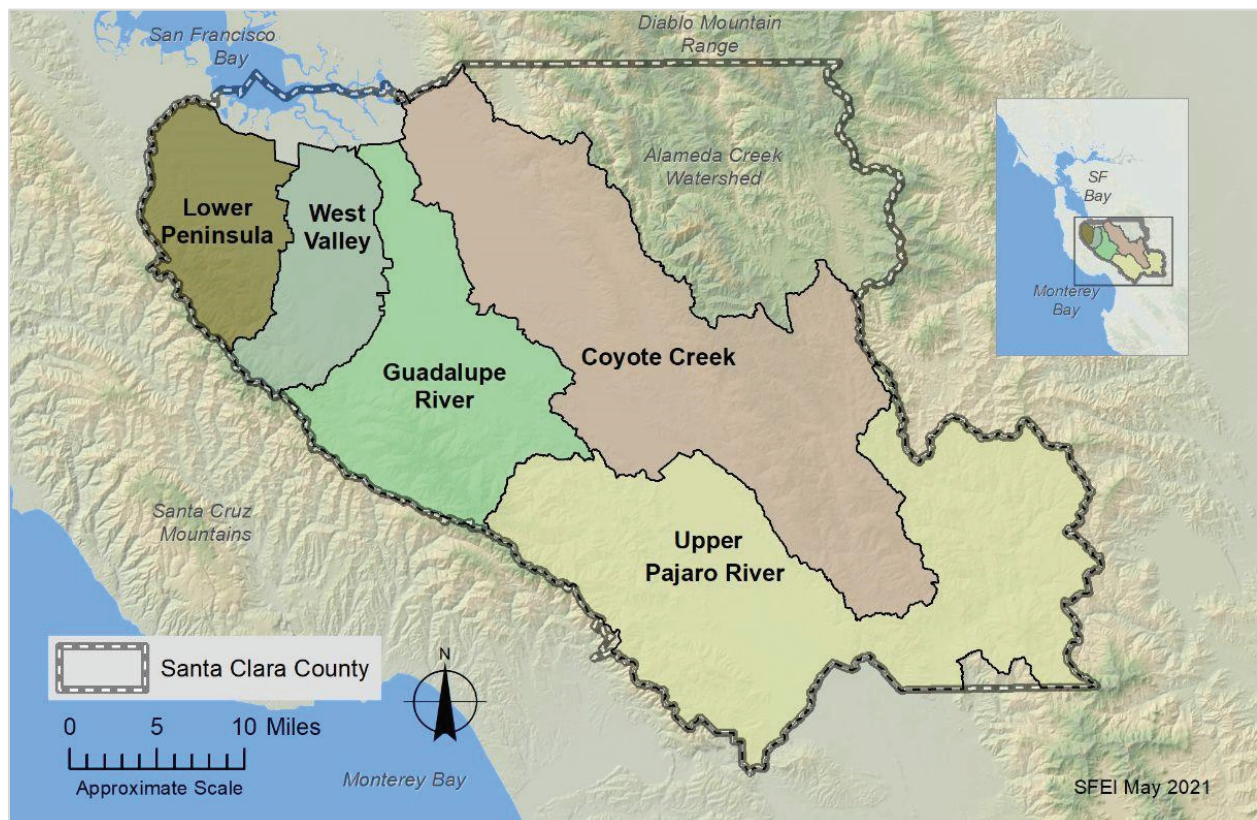 San Francisco
Bay
Diablo Mountain
Range
Alameda Creek
Watershed
SF
Bay
Monterey
Bay
Lower
Peninsula
West
Valley
Guadalupe
River
Coyote Creek
Upper
Pajaro River
Santa Cruz
Mountains
Santa Clara County
N
0 5 10 Miles
Approximate Scale
Monterey Bay
SFEI May 2021